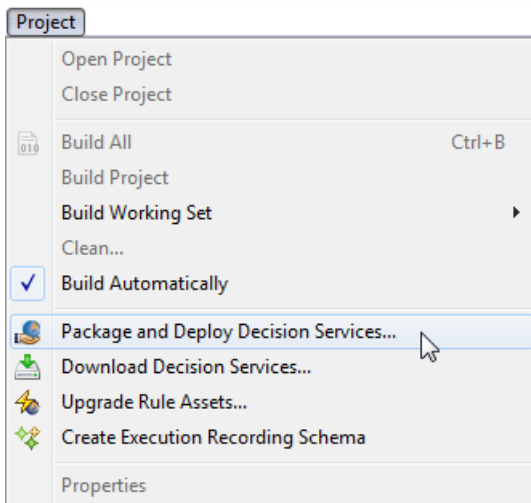 Project
Open Project
Close Project
010
Build All Ctrl+B
Build Project
Build Working Set
Clean...
Build Automatically
Package and Deploy Decision Services...
Download Decision Services...
Upgrade Rule Assets...
Create Execution Recording Schema
Properties